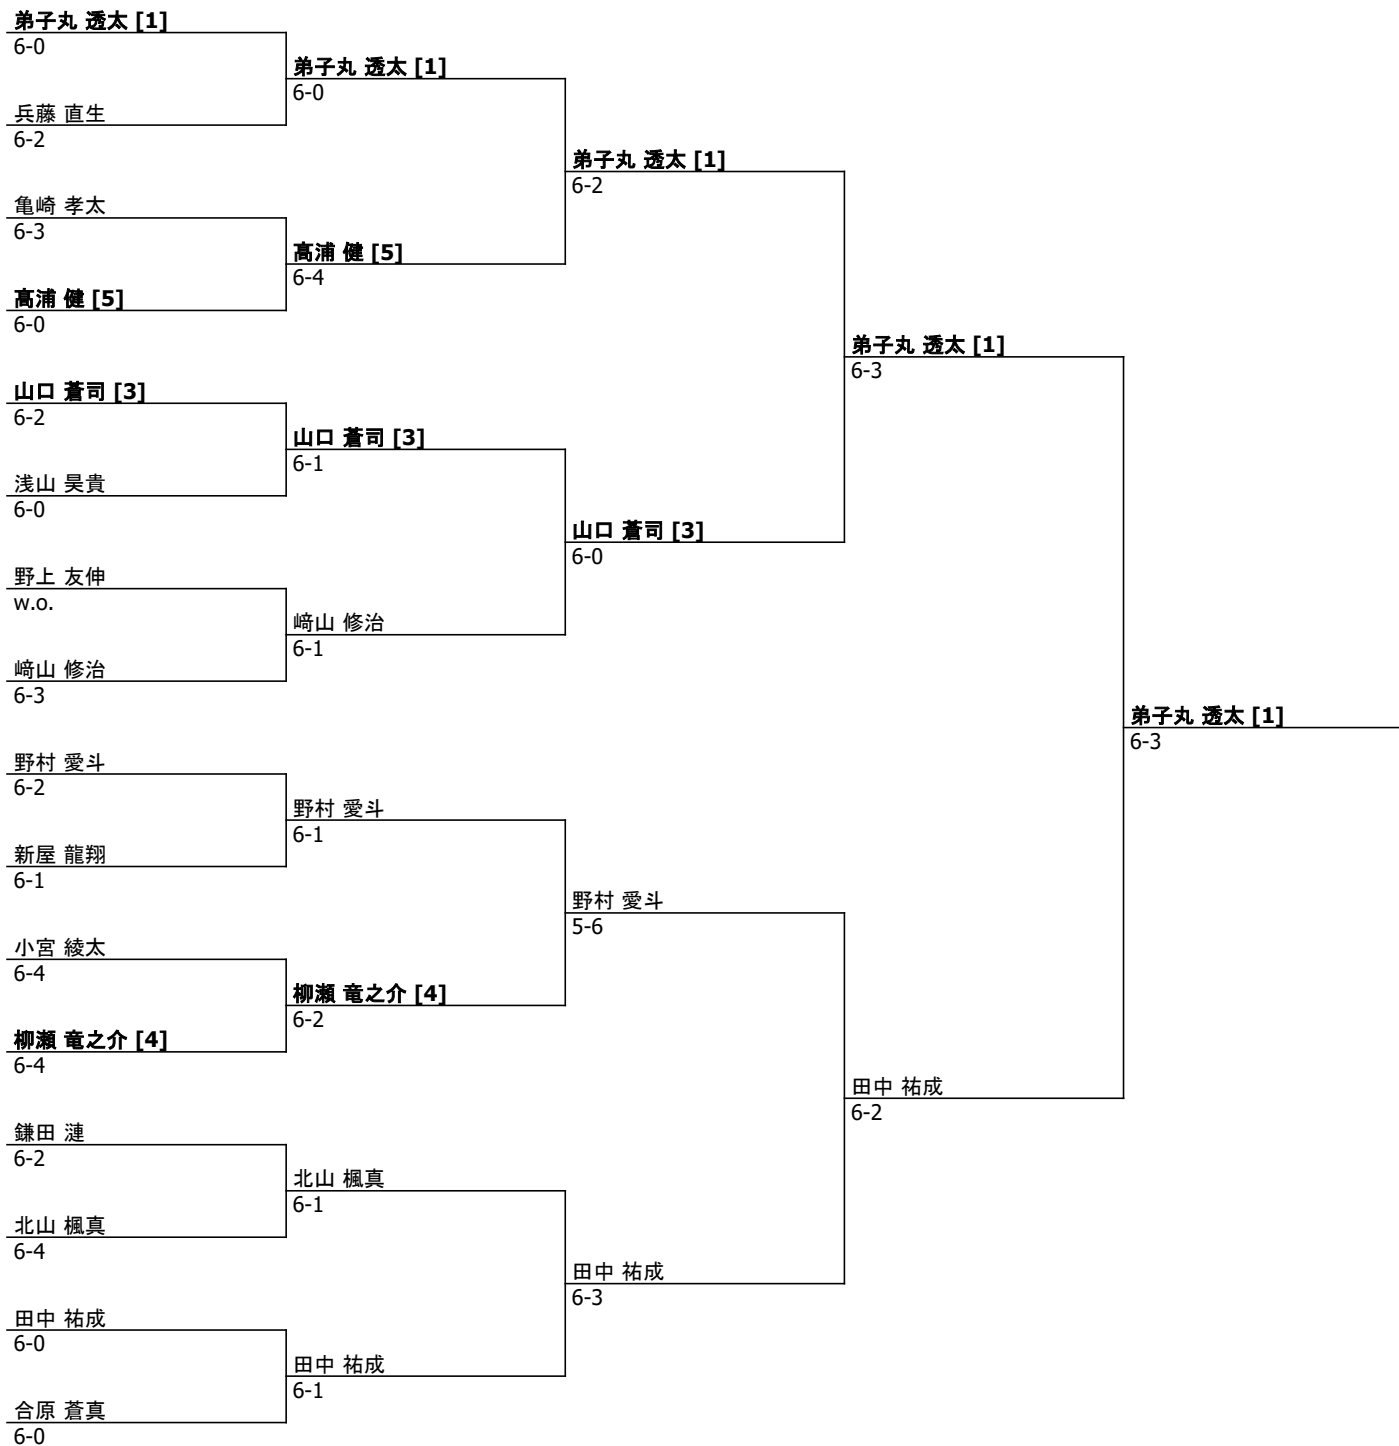 弟子丸 透太 [1]
6-0
弟子丸 透太 [1]
6-0
兵藤 直生
6-2
弟子丸 透太 [1]
6-2
亀崎 孝太
6-3
髙浦 健 [5]
6-4
髙浦 健 [5]
6-0
弟子丸 透太 [1]
6-3
山口 蒼司 [3]
6-2
山口 蒼司 [3]
6-1
浅山 昊貴
6-0
山口 蒼司 [3]
6-0
野上 友伸
w.o.
﨑山 修治
6-1
﨑山 修治
6-3
弟子丸 透太 [1]
6-3
野村 愛斗
6-2
野村 愛斗
6-1
新屋 龍翔
6-1
野村 愛斗
5-6
小宮 綾太
6-4
柳瀬 竜之介 [4]
6-2
柳瀬 竜之介 [4]
6-4
田中 祐成
6-2
鎌田 漣
6-2
北山 楓真
6-1
北山 楓真
6-4
田中 祐成
6-3
田中 祐成
6-0
田中 祐成
6-1
合原 蒼真
6-0